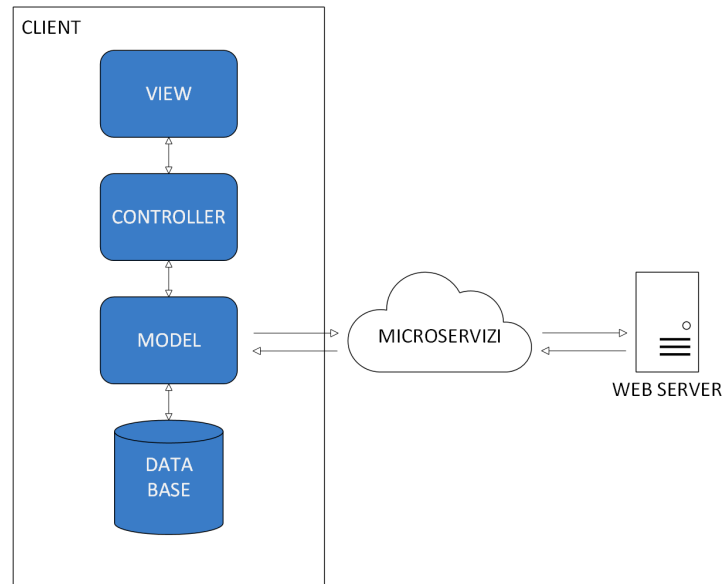 CLIENT
VIEW
CONTROLLER
MODEL
MICROSERVIZI
WEB SERVER
DATA
BASE